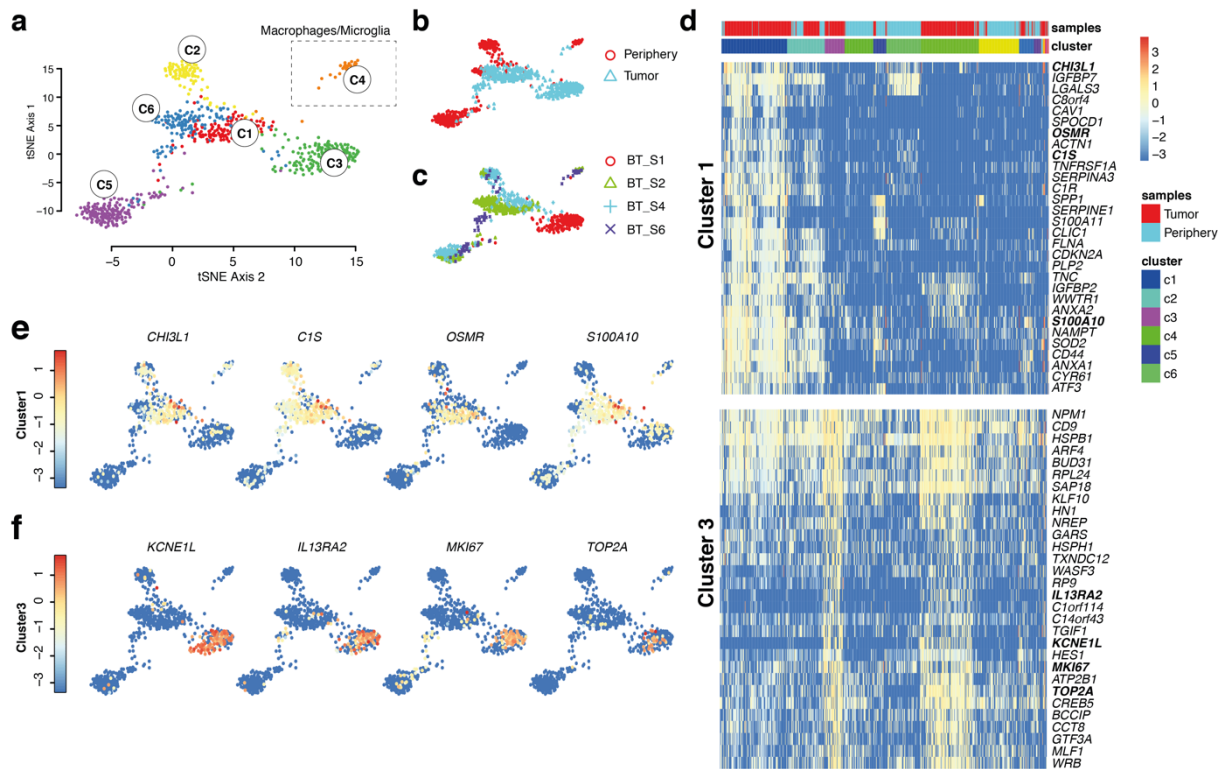 a
C2
C6
C1
C3
C5
Macrophages/Microglia
C4
tSNE Axis 1
15
10
5
0
−5
−10
−5 0 5 10 15
tSNE Axis 2
b
Periphery
Tumor
c
BT_S1
BT_S2
BT_S4
BT_S6
d
samples
cluster
Cluster 1
CHI3L1
IGFBP7
LGALS3
C8orf4
CAV1
SPOCD1
OSMR
ACTN1
C1S
TNFRSF1A
SERPINA3
C1R
SPP1
SERPINE1
S100A11
CLIC1
FLNA
CDKN2A
PLP2
TNC
IGFBP2
WWTR1
ANXA2
S100A10
NAMPT
SOD2
CD44
ANXA1
CYR61
ATF3
3
2
1
0
−1
−2
−3
samples
Tumor
Periphery
cluster
c1
c2
c3
c4
c5
c6
Cluster 3
NPM1
CD9
HSPB1
ARF4
BUD31
RPL24
SAP18
KLF10
HN1
NREP
GARS
HSPH1
TXNDC12
WASF3
RP9
IL13RA2
C1orf114
C14orf43
TGIF1
KCNE1L
HES1
MKI67
ATP2B1
TOP2A
CREB5
BCCIP
CCT8
GTF3A
MLF1
WRB
e
Cluster1
1
0
−1
−2
−3
CHI3L1 C1S OSMR S100A10
f
Cluster3
1
0
−1
−2
−3
KCNE1L IL13RA2 MKI67 TOP2A